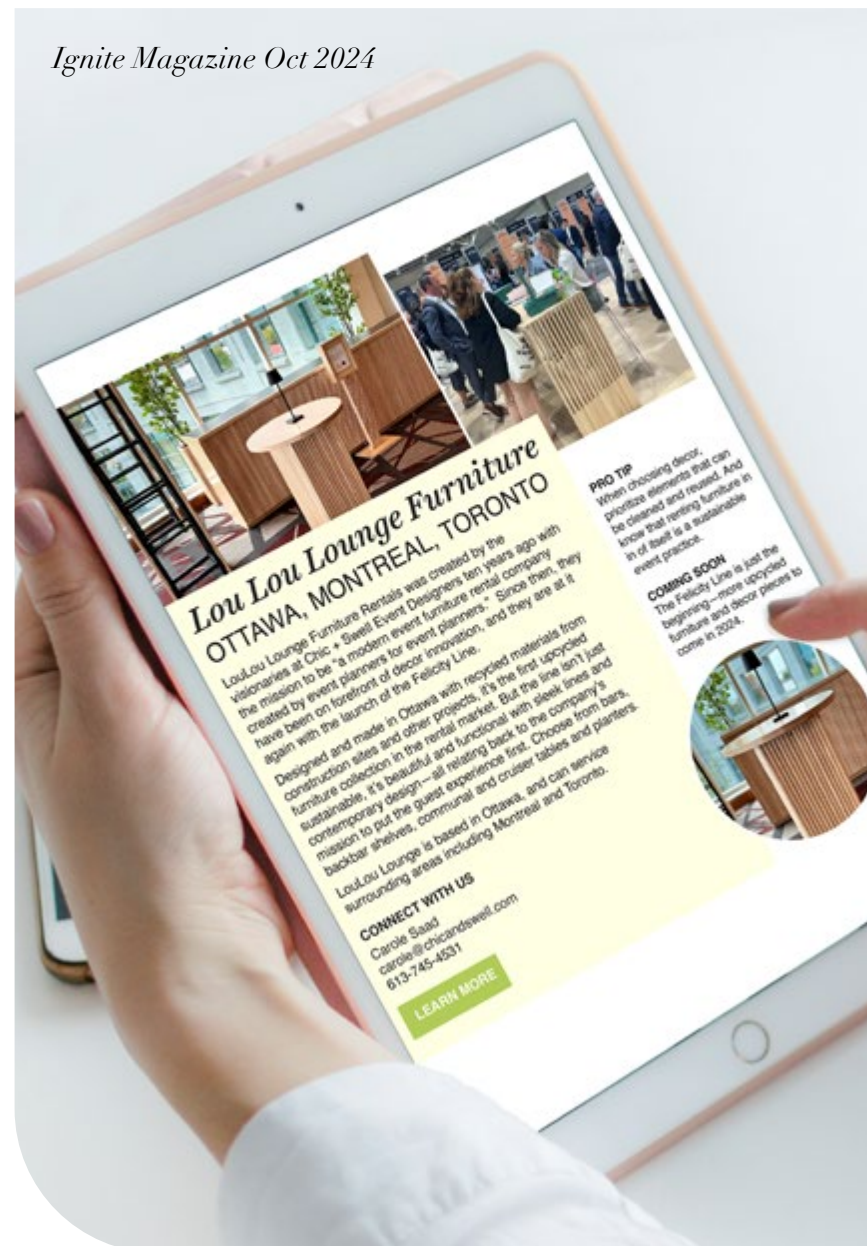 Ignite Magazine Oct 2024
Lou Lou Lounge Furniture
OTTAWA, MONTREAL, TORONTO
LouLou Lounge Furniture Rentals was created by the
visionaries at Chic + Swell Event Designers ten years ago with
the mission to be "a modern event furniture rental company
created by event planners for event planners." Since then, they
have been on forefront of decor innovation, and they are at it
again with the launch of the Felicity Line.
Designed and made in Ottawa with recycled materials from
construction sites and other projects, it's the first upcycled
furniture collection in the rental market. But the line isn't just
sustainable, it's beautiful and functional with sleek lines and
contemporary design—all relating back to the company's
mission to put the guest experience first. Choose from bars,
backbar shelves, communal and cruiser tables and planters.
LouLou Lounge is based in Ottawa, and can service
surrounding areas including Montreal and Toronto.
CONNECT WITH US
Carole Saad
carole@chicandswell.com
613-745-4531
LEARN MORE
PRO TIP
When choosing decor,
prioritize elements that can
be cleaned and reused. And
know that renting furniture in
in of itself is a sustainable
event practice.
COMING SOON
The Felicity Line is just the
beginning—more upcycled
furniture and decor pieces to
come in 2024.